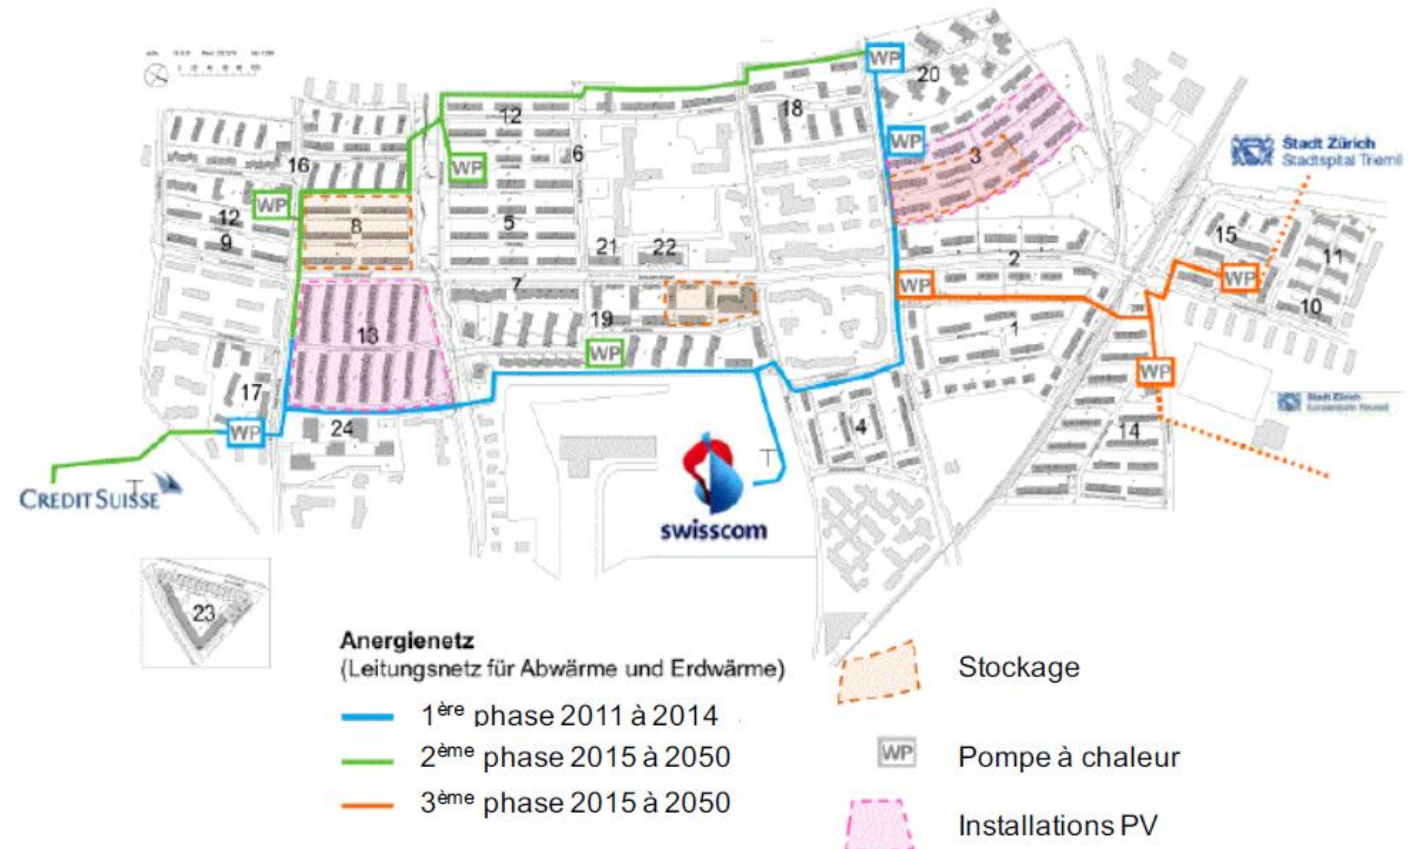 WP
20
12
18
WP
Stadt Zürich
Stadtspital Triemli
6
16
WP
3
WP
12
8
5
15
9
21
22
2
11
7
WP
WP
10
13
19
1
WP
WP
17
WP
24
4
14
Stadt Zürich
CREDIT SUISSE
swisscom
23
Anergienetz
(Leitungsnetz für Abwärme und Erdwärme)
1ère phase 2011 à 2014
2ème phase 2015 à 2050
3ème phase 2015 à 2050
Stockage
WP
Pompe à chaleur
Installations PV